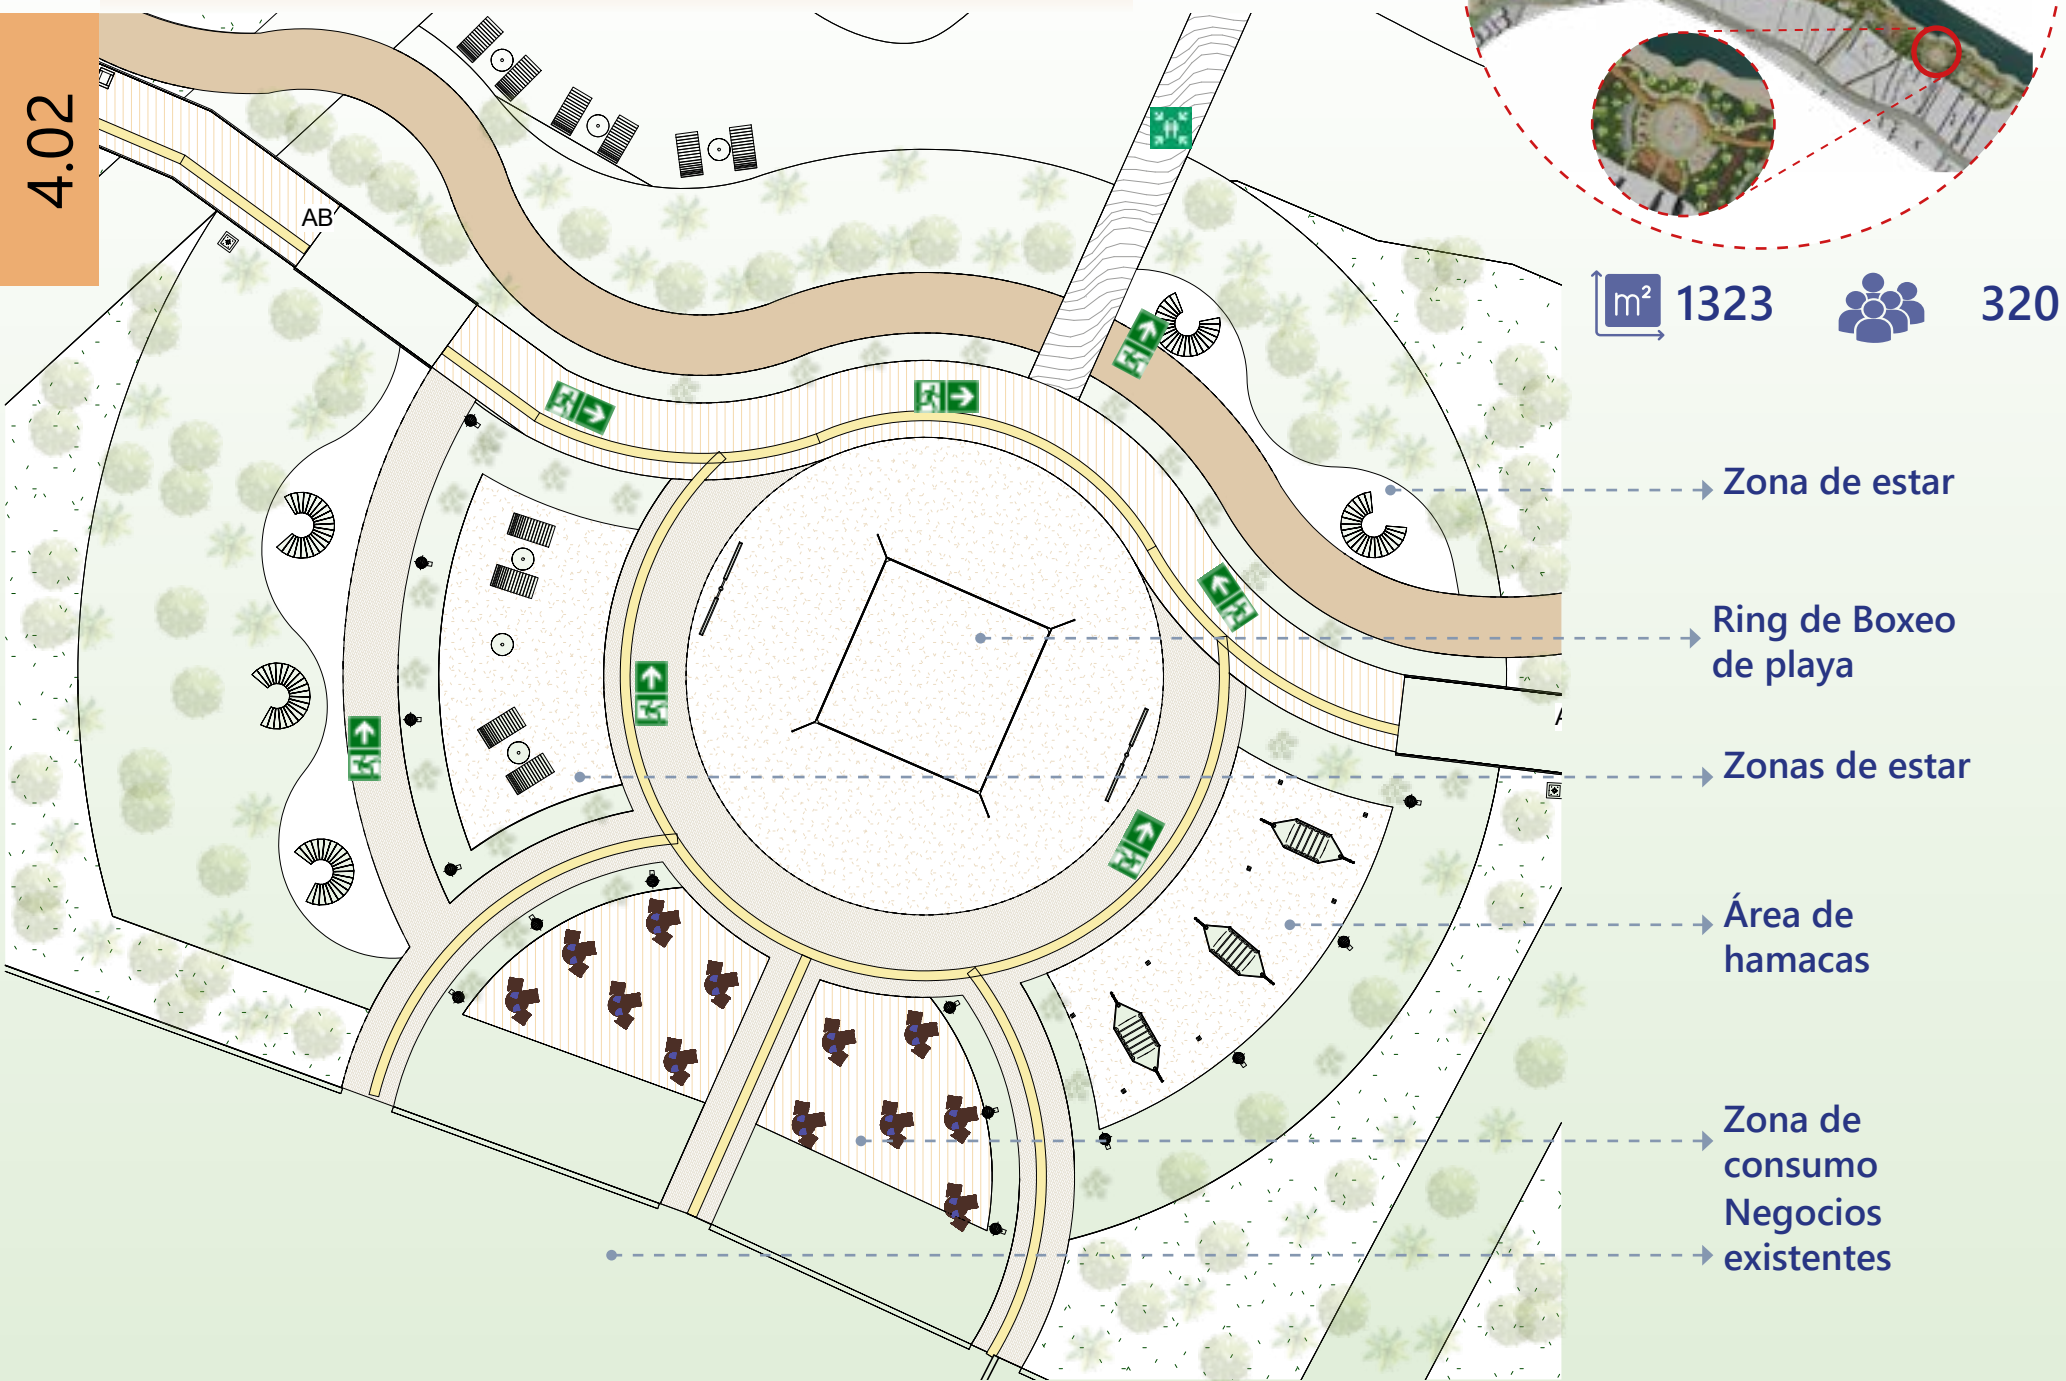 4.02
AB
m² 1323
320
Zona de estar
Ring de Boxeo
de playa
Zonas de estar
Área de
hamacas
Zona de
consumo
Negocios
existentes